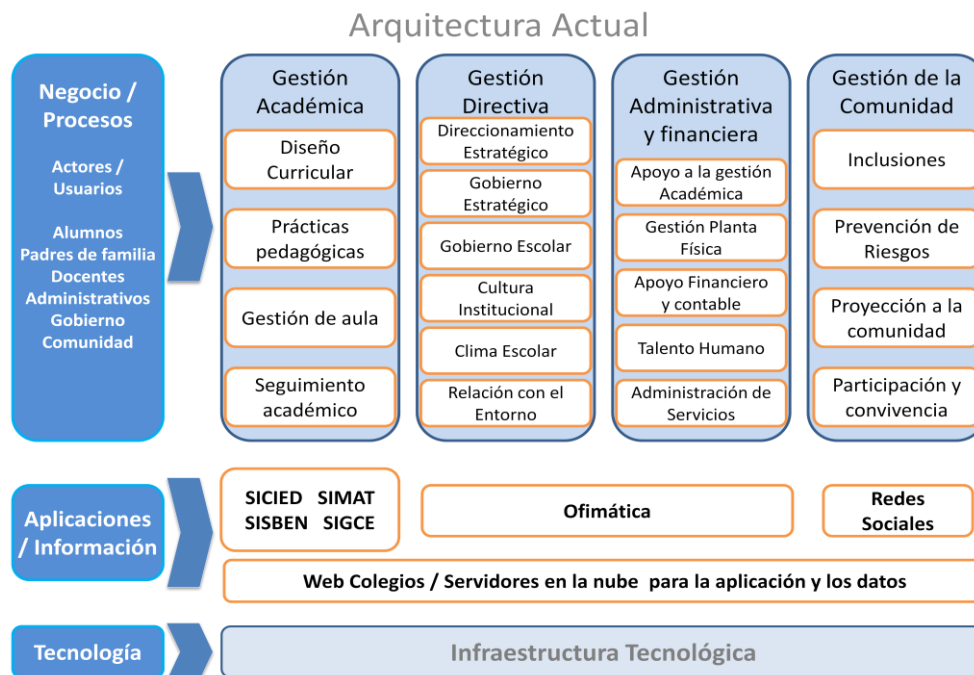 Arquitectura Actual
Negocio /
Procesos
Actores /
Usuarios
Alumnos
Padres de familia
Docentes
Administrativos
Gobierno
Comunidad
Gestión
Académica
Diseño
Curricular
Prácticas
pedagógicas
Gestión de aula
Seguimiento
académico
Gestión
Directiva
Direccionamiento
Estratégico
Gobierno
Estratégico
Gobierno Escolar
Cultura
Institucional
Clima Escolar
Relación con el
Entorno
Gestión
Administrativa
y financiera
Apoyo a la gestión
Académica
Gestión Planta
Física
Apoyo Financiero
y contable
Talento Humano
Administración de
Servicios
Gestión de la
Comunidad
Inclusiones
Prevención de
Riesgos
Proyección a la
comunidad
Participación y
convivencia
Aplicaciones
/ Información
SICIED SIMAT
SISBEN SIGCE
Ofimática
Redes
Sociales
Web Colegios / Servidores en la nube para la aplicación y los datos
Tecnología
Infraestructura Tecnológica